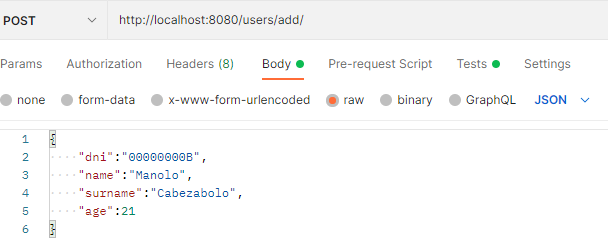 POST http://localhost:8080/users/add/
Params Authorization Headers (8) Body Pre-request Script Tests Settings
none form-data x-www-form-urlencoded raw binary GraphQL JSON
1 {
2 "dni":"00000000B",
3 "name":"Manolo",
4 "surname":"Cabezabolo",
5 "age":21
6 }